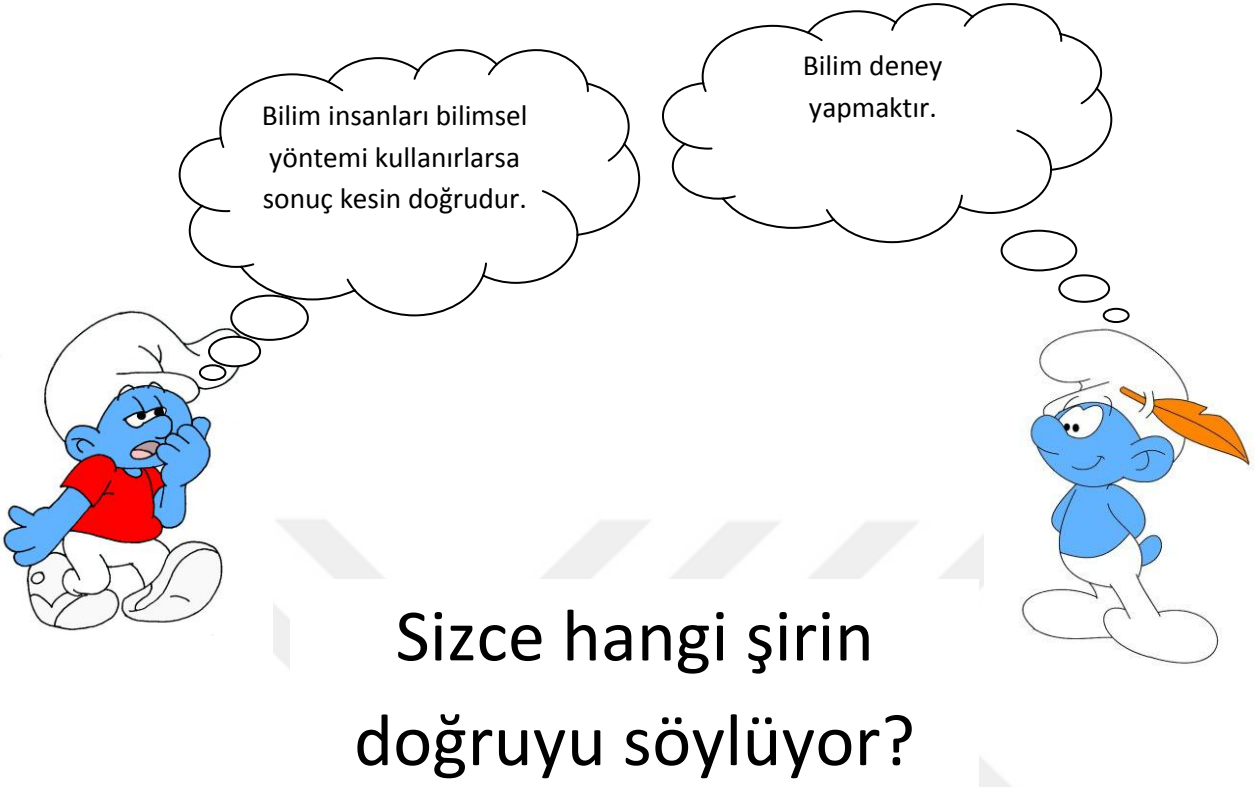 Bilim insanları bilimsel
yöntemi kullanırlarsa
sonuç kesin doğrudur.
Bilim deney
yapmaktır.
Sizce hangi şirin
doğruyu söylüyor?